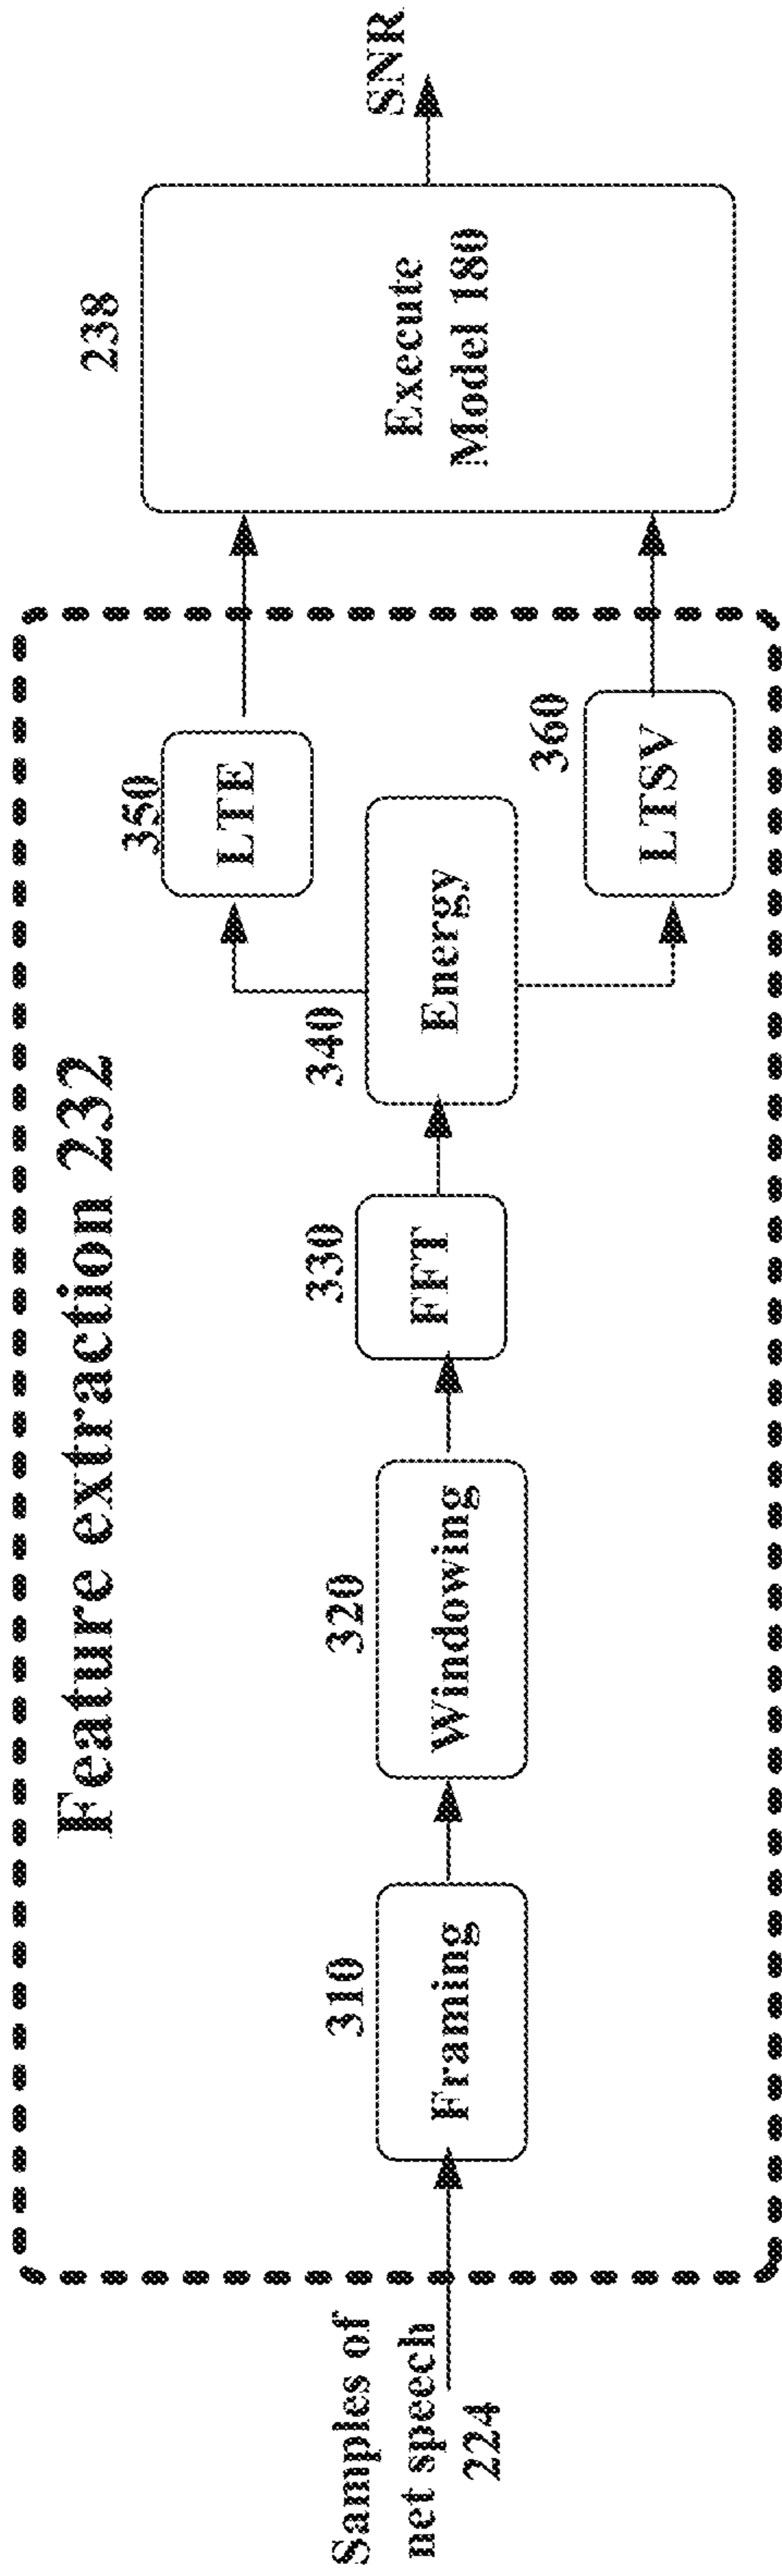 Feature extraction 232
Samples of
net speech
224
310
Framing
320
Windowing
330
FFT
340
Energy
350
LTE
360
LTSV
238
Execute
Model 180
SNR